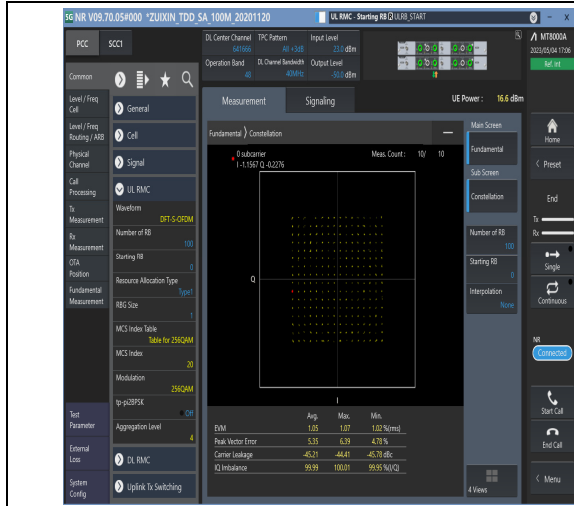 5G NR V09.70.05#000 *ZUIXIN_TDD_SA_100M_20201120
UL RMC - Starting RB ULRB_START
MT8000A
2023/05/04 17:06
Ref. Int
PCC
SCC1
DL Center Channel
641666
TPC Pattern
All +3dB
Input Level
23.0 dBm
Operation Band
48
DL Channel Bandwidth
40MHz
Output Level
-50.0 dBm
Common
Level / Freq
Cell
Level / Freq
Routing / ARB
Physical
Channel
Call
Processing
Tx
Measurement
Rx
Measurement
OTA
Position
Fundamental
Measurement
Test
Parameter
External
Loss
System
Config
General
Cell
Signal
UL RMC
Waveform
DFT-S-OFDM
Number of RB
100
Starting RB
0
Resource Allocation Type
Type1
RBG Size
1
MCS Index Table
Table for 256QAM
MCS Index
20
Modulation
256QAM
tp-pi2BPSK
Off
Aggregation Level
4
DL RMC
Uplink Tx Switching
Measurement
Signaling
UE Power : 16.6 dBm
Fundamental Constellation
0 subcarrier
I -1.1567 Q -0.2276
Meas. Count : 10/ 10
Q
I
Avg. Max. Min.
EVM 1.05 1.07 1.02 %(rms)
Peak Vector Error 5.35 6.39 4.78 %
Carrier Leakage -45.21 -44.41 -45.78 dBc
IQ Imbalance 99.99 100.01 99.95 %(I/Q)
Main Screen
Fundamental
Sub Screen
Constellation
Number of RB
100
Starting RB
0
Interpolation
None
4 Views
Home
Preset
End
Tx
Rx
Single
Continuous
NR
Connected
Start Call
End Call
Menu